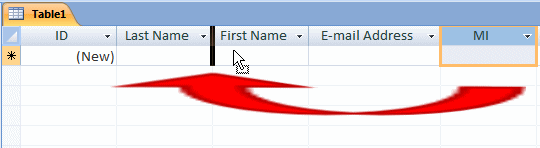 Table1
ID Last Name First Name E-mail Address MI
(New)